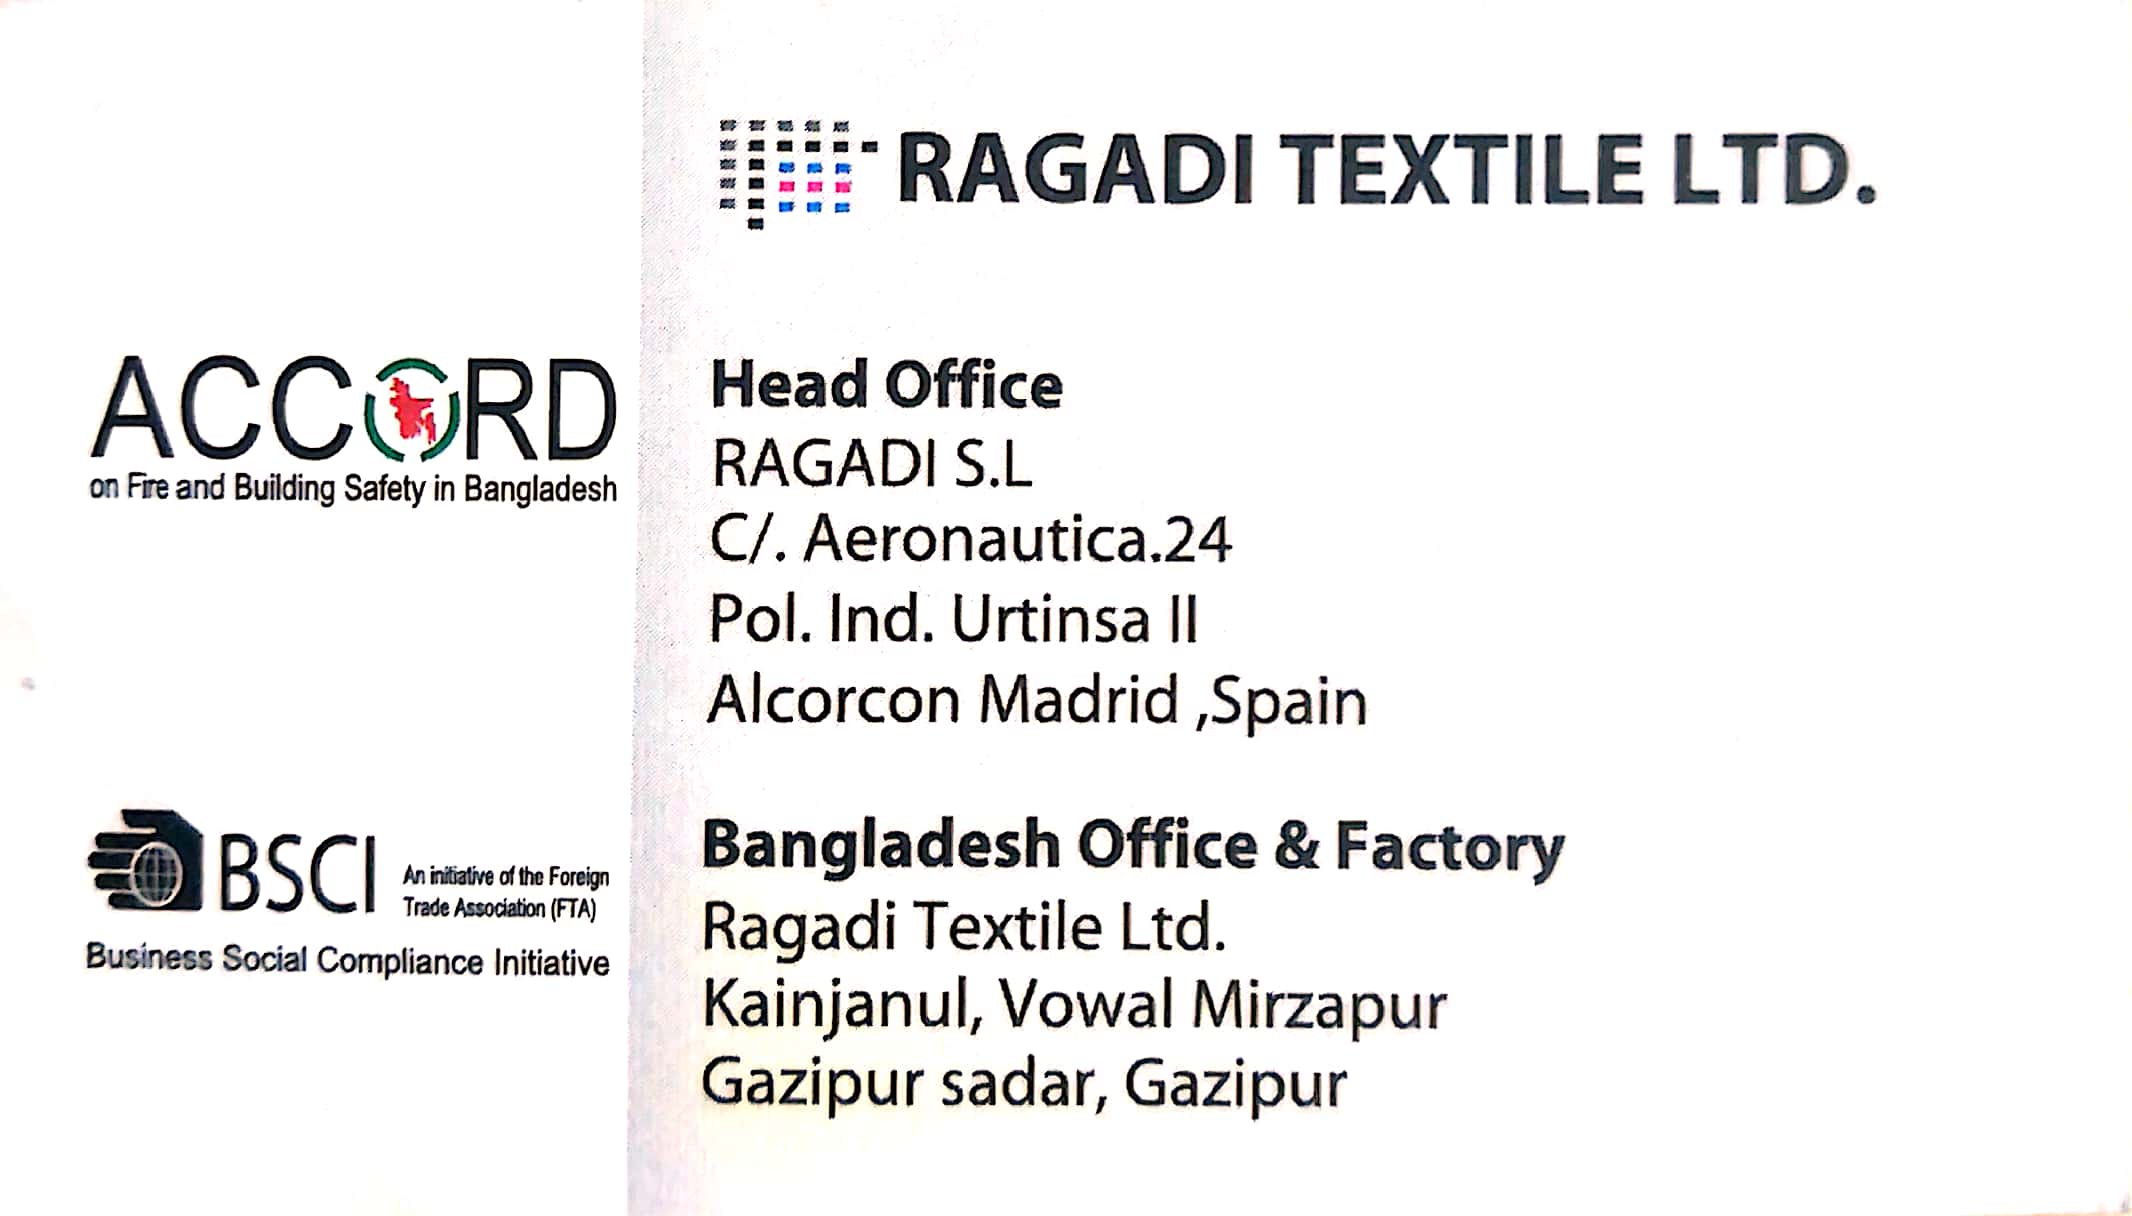 RAGADI TEXTILE LTD.
ACCORD
on Fire and Building Safety in Bangladesh
Head Office
RAGADI S.L
C/. Aeronautica.24
Pol. Ind. Urtinsa II
Alcorcon Madrid ,Spain
BSCI
An initiative of the Foreign
Trade Association (FTA)
Business Social Compliance Initiative
Bangladesh Office & Factory
Ragadi Textile Ltd.
Kainjanul, Vowal Mirzapur
Gazipur sadar, Gazipur